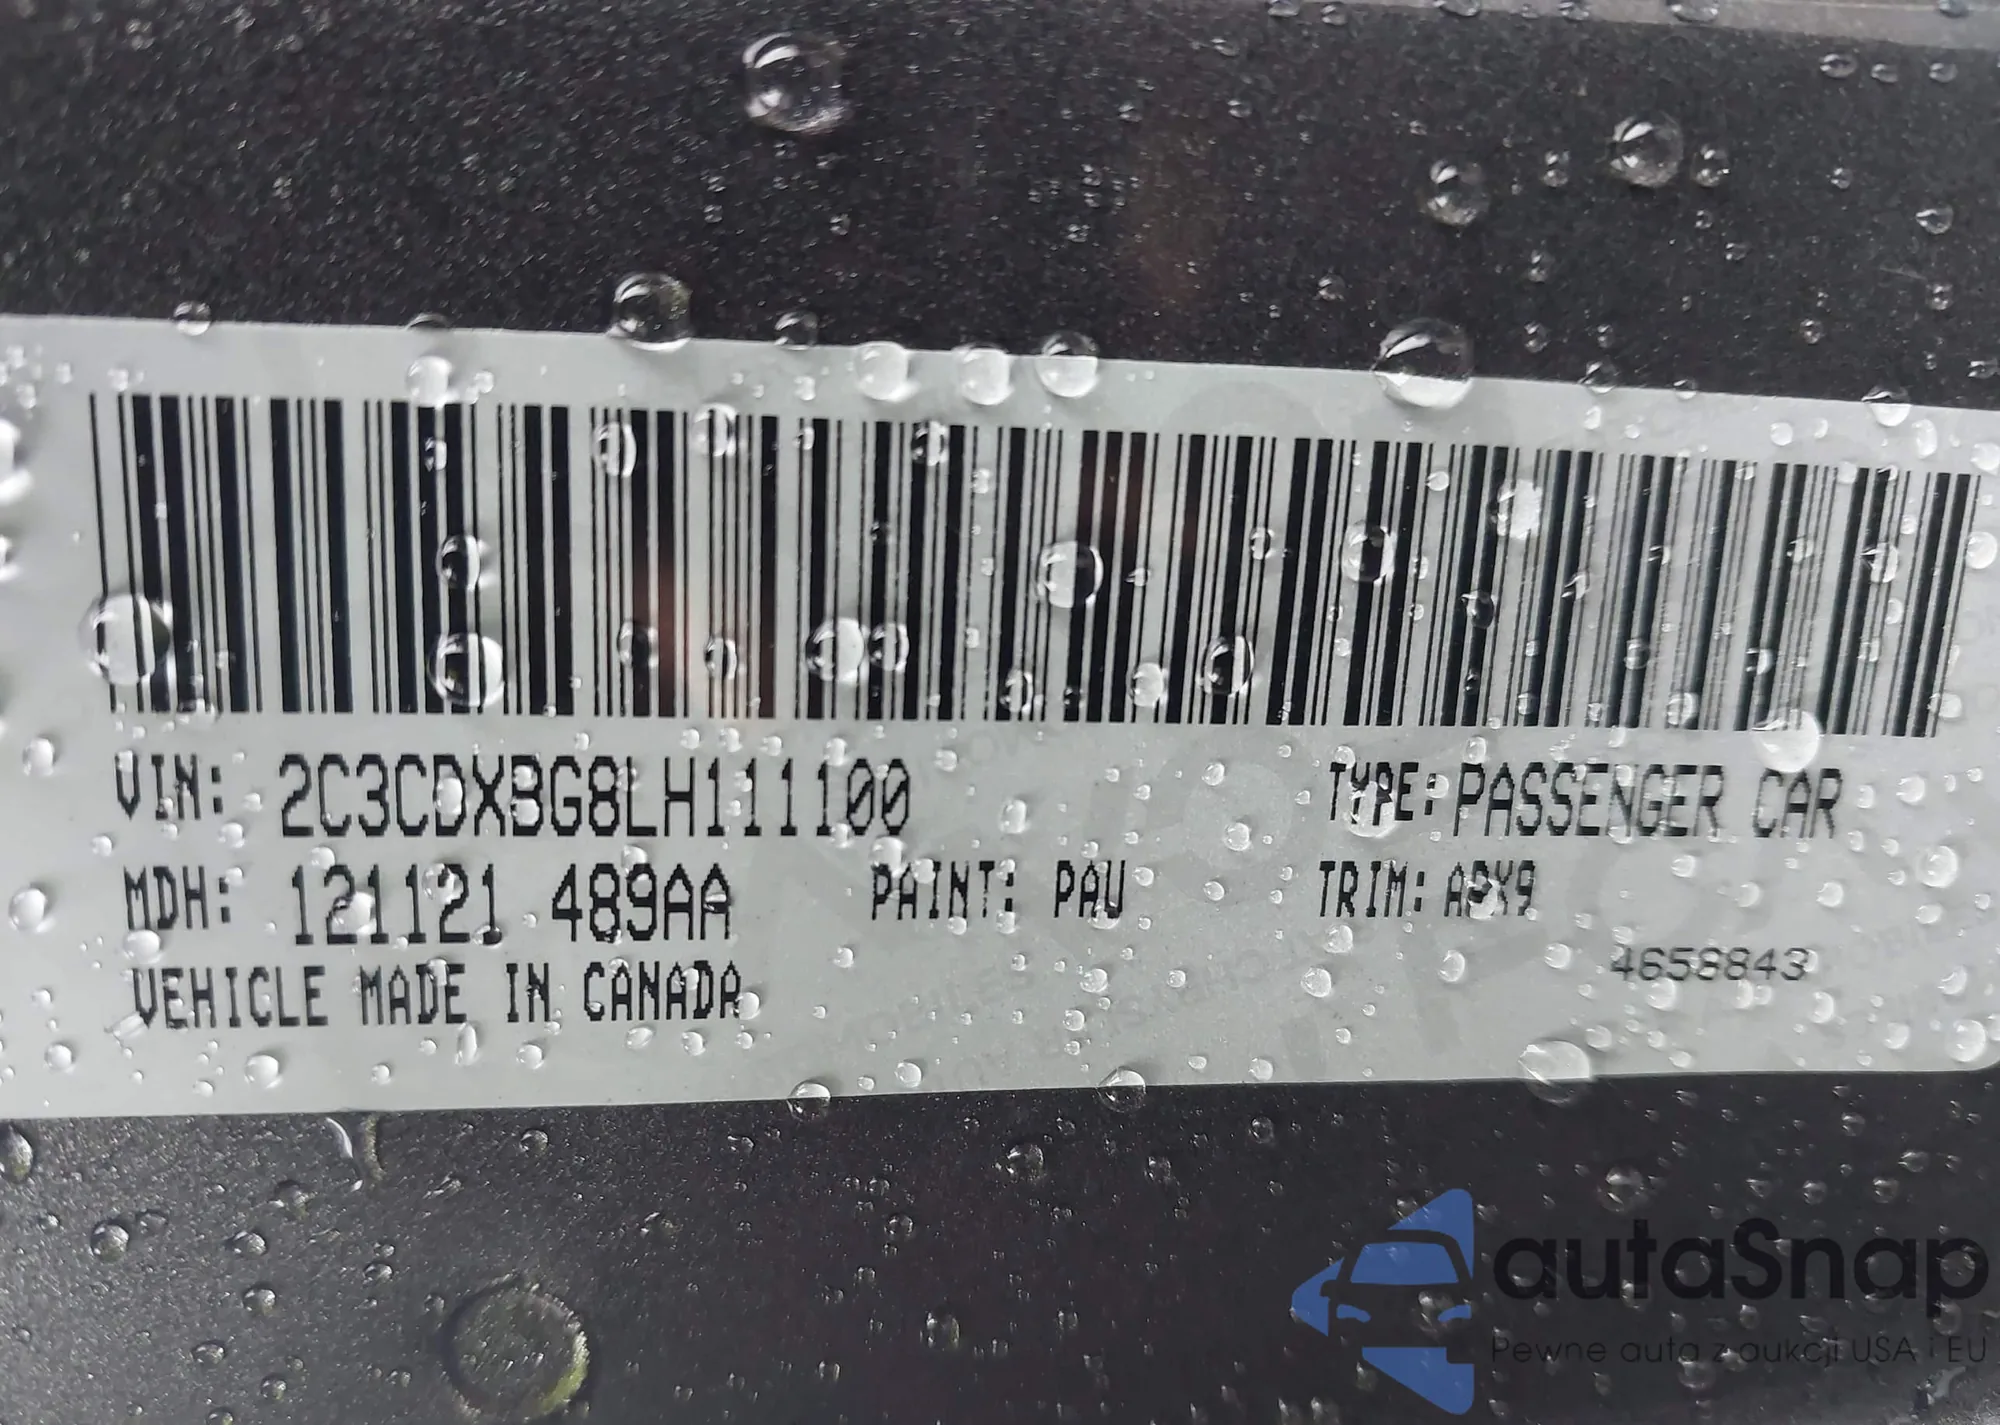 VIN: 2C3CDXBG8LH111100 TYPE: PASSENGER CAR
MDH: 121121 489AA PAINT: PAU TRIM: APX9
4658843
VEHICLE MADE IN CANADA
autaSnap
Pewne auta z aukcji USA i EU